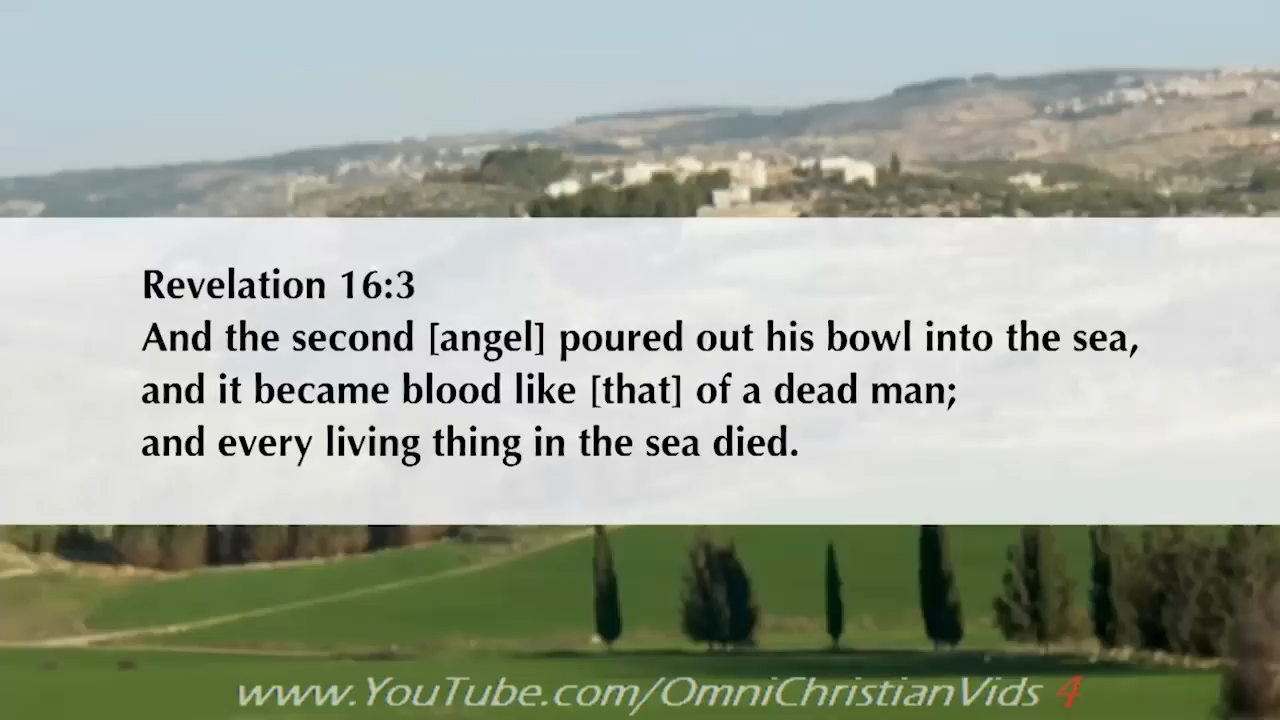 Revelation 16:3
And the second [angel] poured out his bowl into the sea,
and it became blood like [that] of a dead man;
and every living thing in the sea died.
www.YouTube.com/OmniChristianVids 4